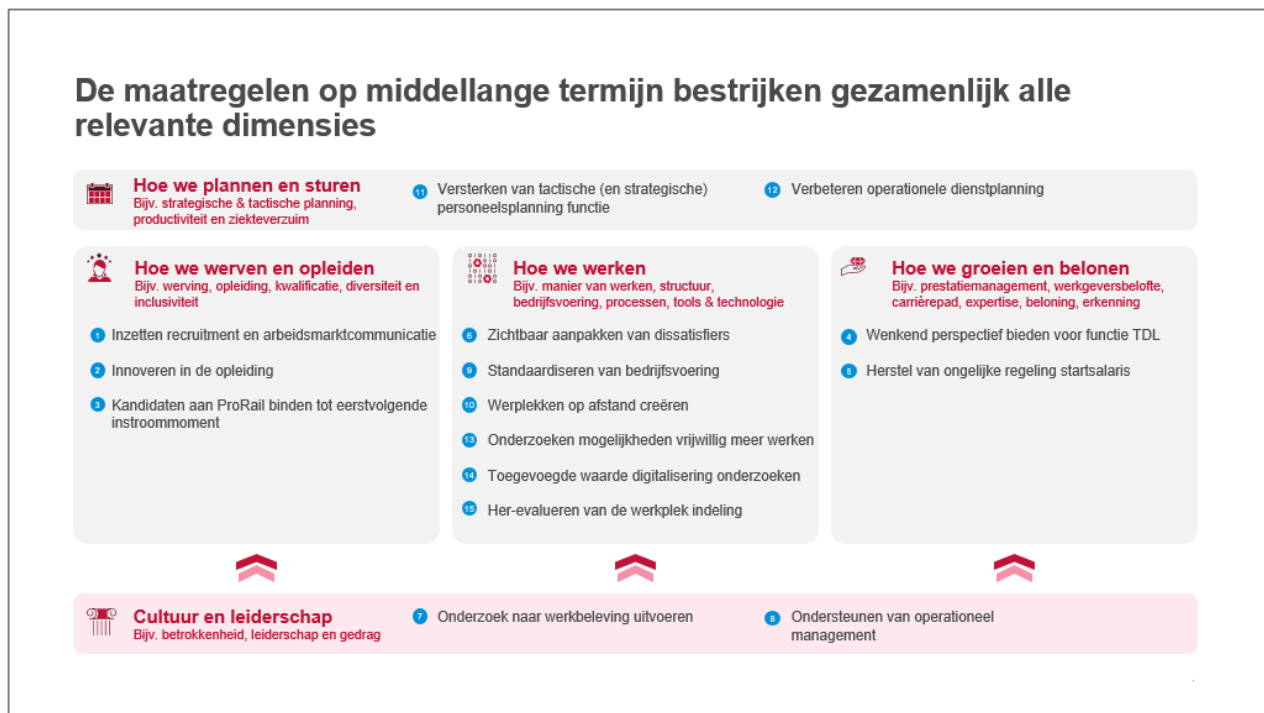 De maatregelen op middellange termijn bestrijken gezamenlijk alle
relevante dimensies
Hoe we plannen en sturen
Bijv. strategische & tactische planning,
productiviteit en ziekteverzuim
11 Versterken van tactische (en strategische)
personeelsplanning functie
12 Verbeteren operationele dienstplanning
Hoe we werven en opleiden
Bijv. werving, opleiding, kwalificatie, diversiteit en
inclusiviteit
1 Inzetten recruitment en arbeidsmarktcommunicatie
2 Innoveren in de opleiding
3 Kandidaten aan ProRail binden tot eerstvolgende
instroommoment
Hoe we werken
Bijv. manier van werken, structuur,
bedrijfsvoering, processen, tools & technologie
6 Zichtbaar aanpakken van dissatisfiers
9 Standaardiseren van bedrijfsvoering
10 Werplekken op afstand creëren
13 Onderzoeken mogelijkheden vrijwillig meer werken
14 Toegevoegde waarde digitalisering onderzoeken
15 Her-evalueren van de werkplek indeling
Hoe we groeien en belonen
Bijv. prestatiemanagement, werkgeversbelofte,
carrièrepad, expertise, beloning, erkenning
4 Wenkend perspectief bieden voor functie TDL
5 Herstel van ongelijke regeling startsalaris
Cultuur en leiderschap
Bijv. betrokkenheid, leiderschap en gedrag
7 Onderzoek naar werkbeleving uitvoeren
8 Ondersteunen van operationeel
management